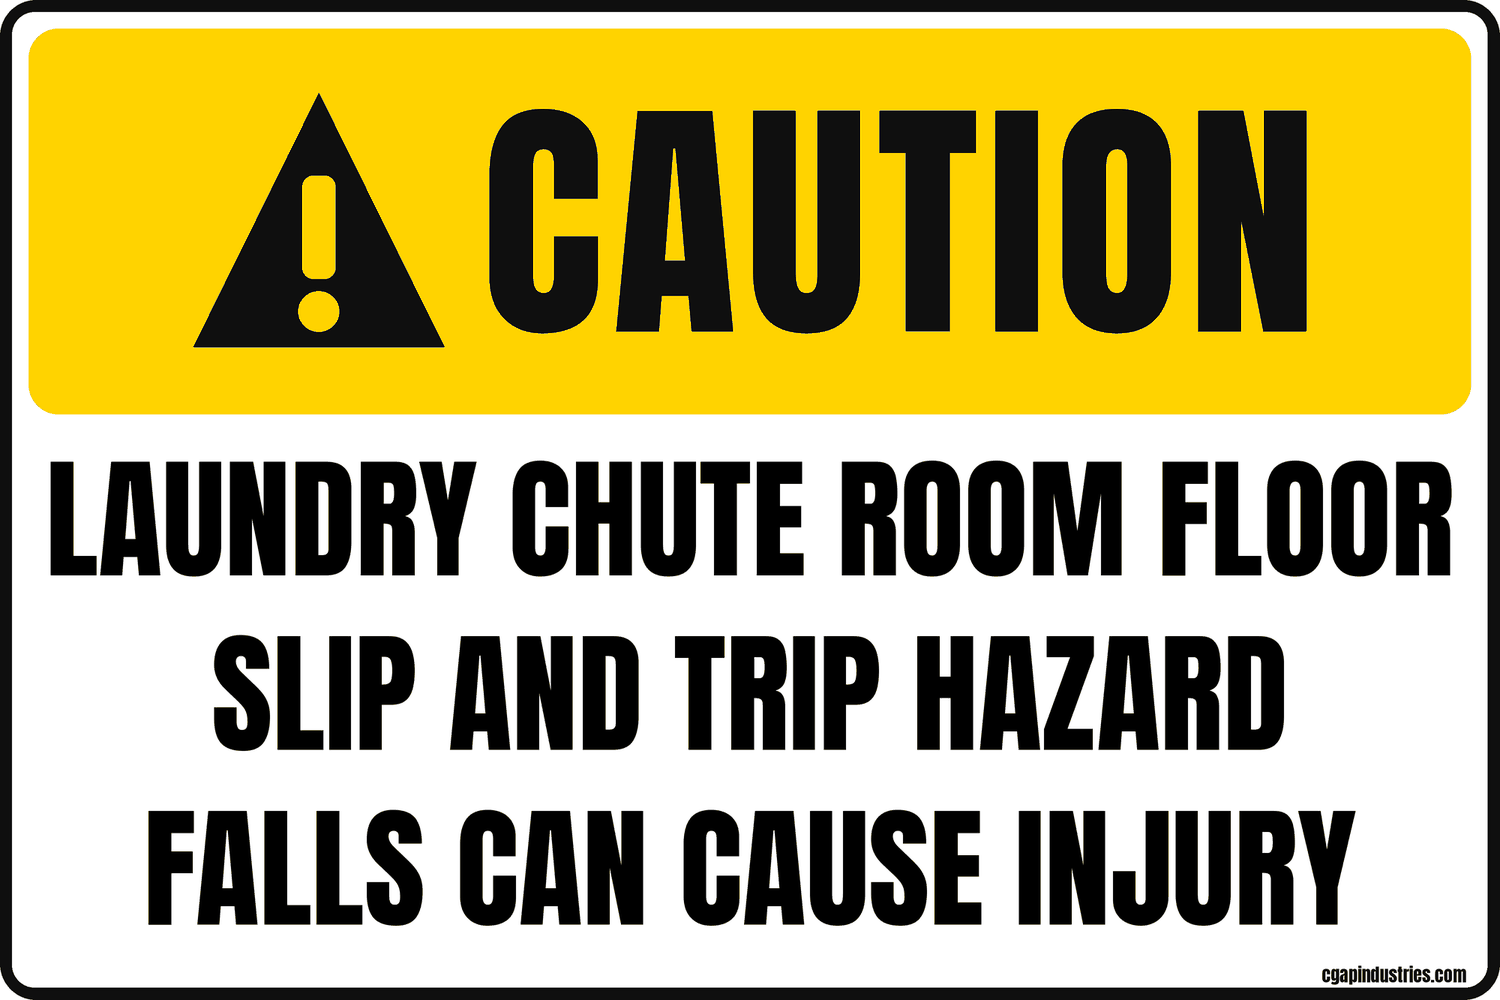 CAUTION
LAUNDRY CHUTE ROOM FLOOR
SLIP AND TRIP HAZARD
FALLS CAN CAUSE INJURY
cgapindustries.com